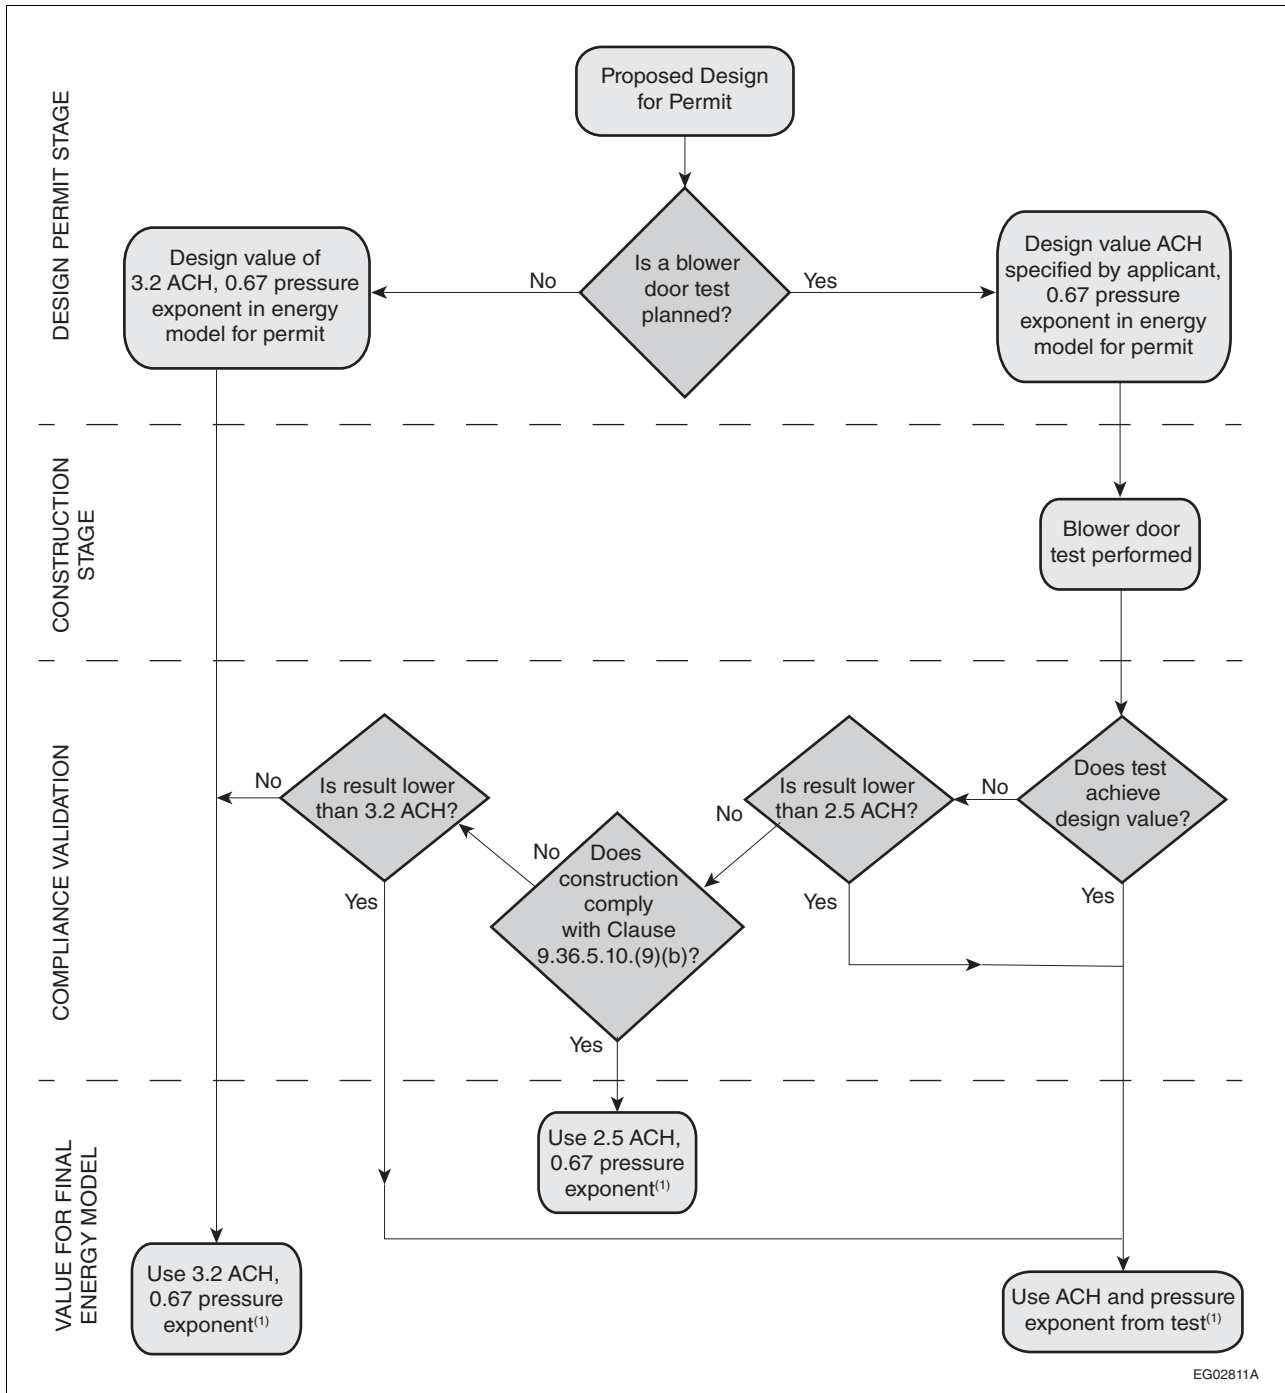 Proposed Design
for Permit
DESIGN PERMIT STAGE
Design value of
3.2 ACH, 0.67 pressure
exponent in energy
model for permit
No
Is a blower
door test
planned?
Yes
Design value ACH
specified by applicant,
0.67 pressure
exponent in energy
model for permit
CONSTRUCTION
STAGE
Blower door
test performed
COMPLIANCE VALIDATION
Does test
achieve
design value?
No
Yes
Is result lower
than 2.5 ACH?
No
Yes
Does
construction
comply
with Clause
9.36.5.10.(9)(b)?
No
Yes
Is result lower
than 3.2 ACH?
No
Yes
VALUE FOR FINAL
ENERGY MODEL
Use 3.2 ACH,
0.67 pressure
exponent(1)
Use 2.5 ACH,
0.67 pressure
exponent(1)
Use ACH and pressure
exponent from test(1)
EG02811A